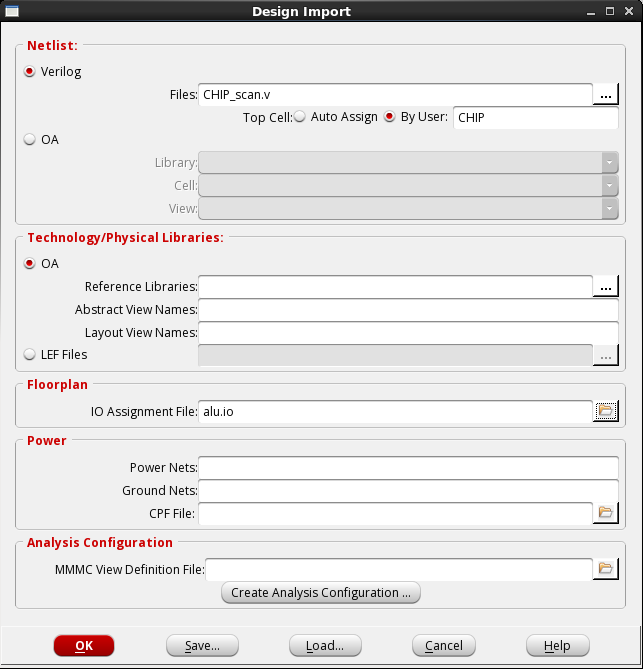 Design Import
Netlist:
Verilog
Files: CHIP_scan.v ...
Top Cell: Auto Assign By User: CHIP
OA
Library:
Cell:
View:
Technology/Physical Libraries:
OA
Reference Libraries: ...
Abstract View Names:
Layout View Names:
LEF Files ...
Floorplan
IO Assignment File: alu.io
Power
Power Nets:
Ground Nets:
CPF File:
Analysis Configuration
MMMC View Definition File:
Create Analysis Configuration ...
OK Save... Load... Cancel Help